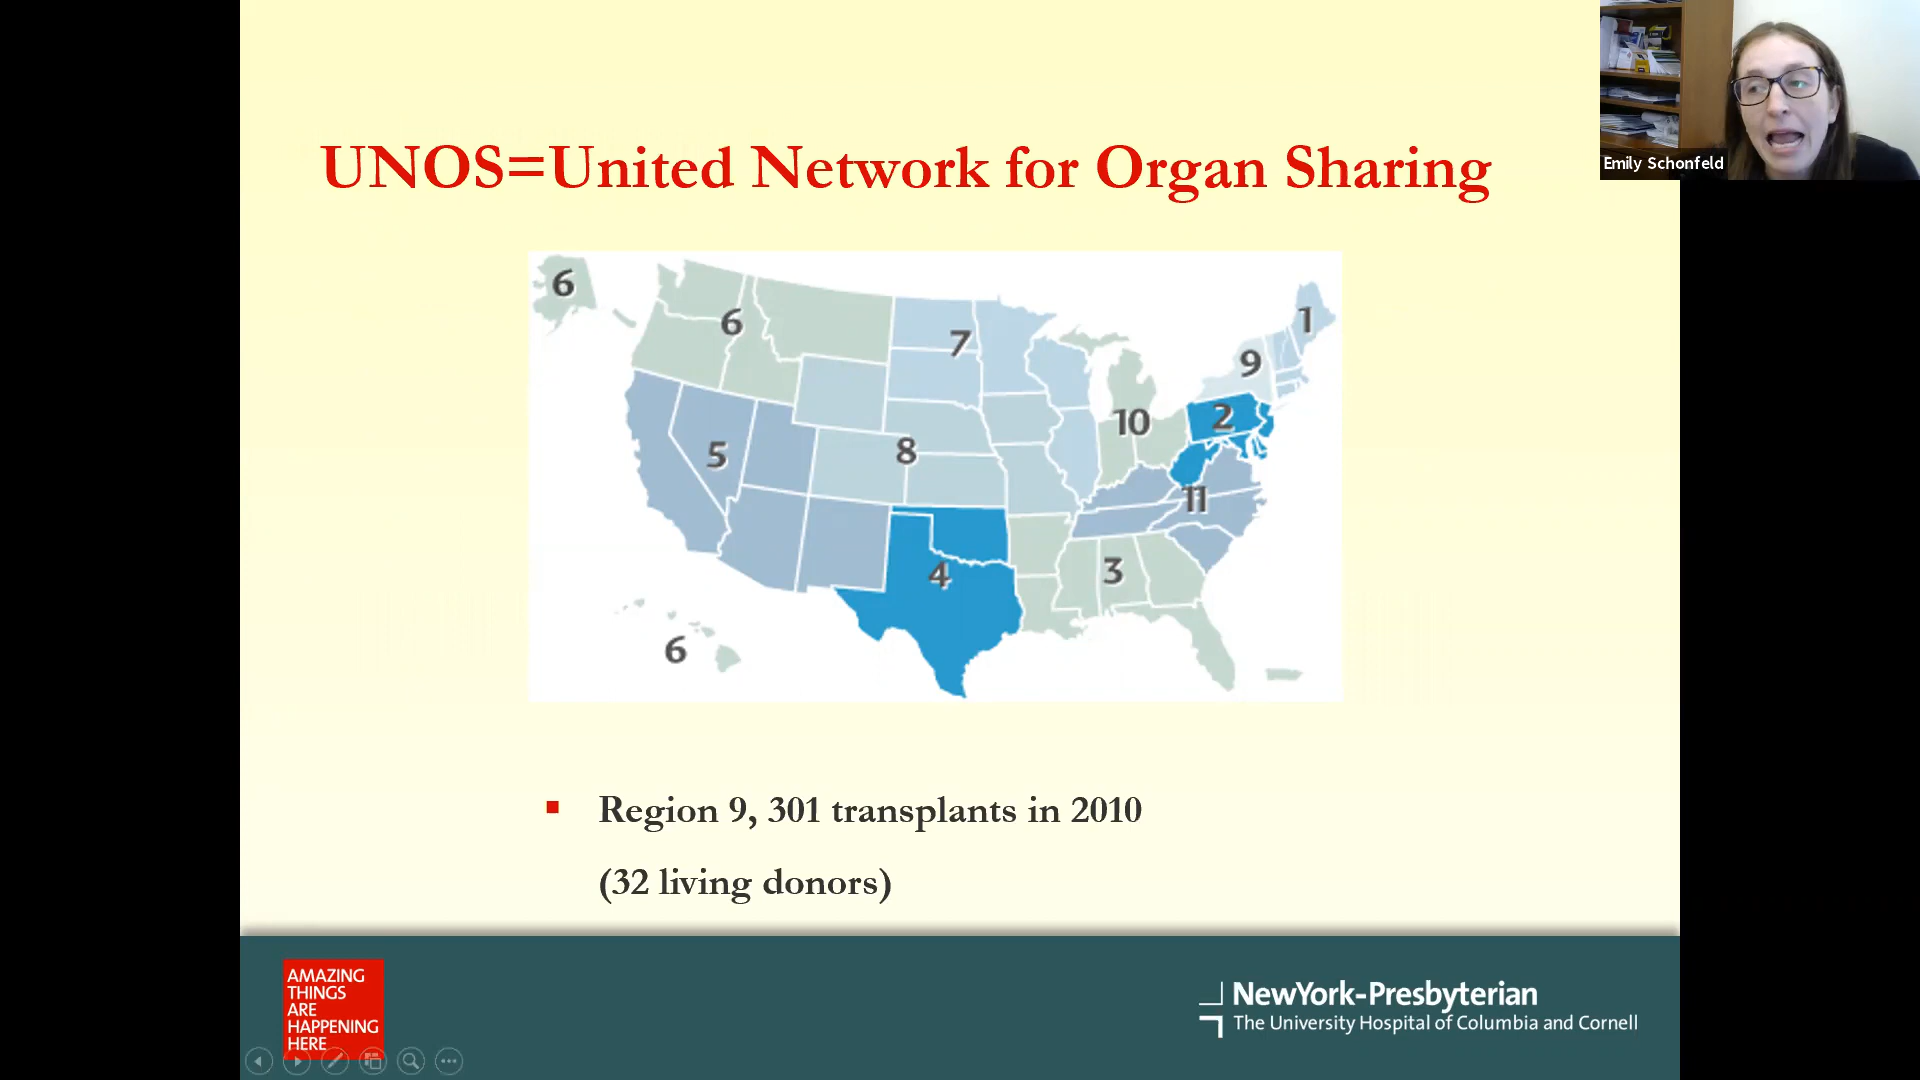 UNOS=United Network for Organ Sharing
Emily Schonfeld
6
6
7
1
9
2
10
5
8
11
4
3
6
Region 9, 301 transplants in 2010
(32 living donors)
AMAZING
THINGS
ARE
HAPPENING
HERE
NewYork-Presbyterian
The University Hospital of Columbia and Cornell